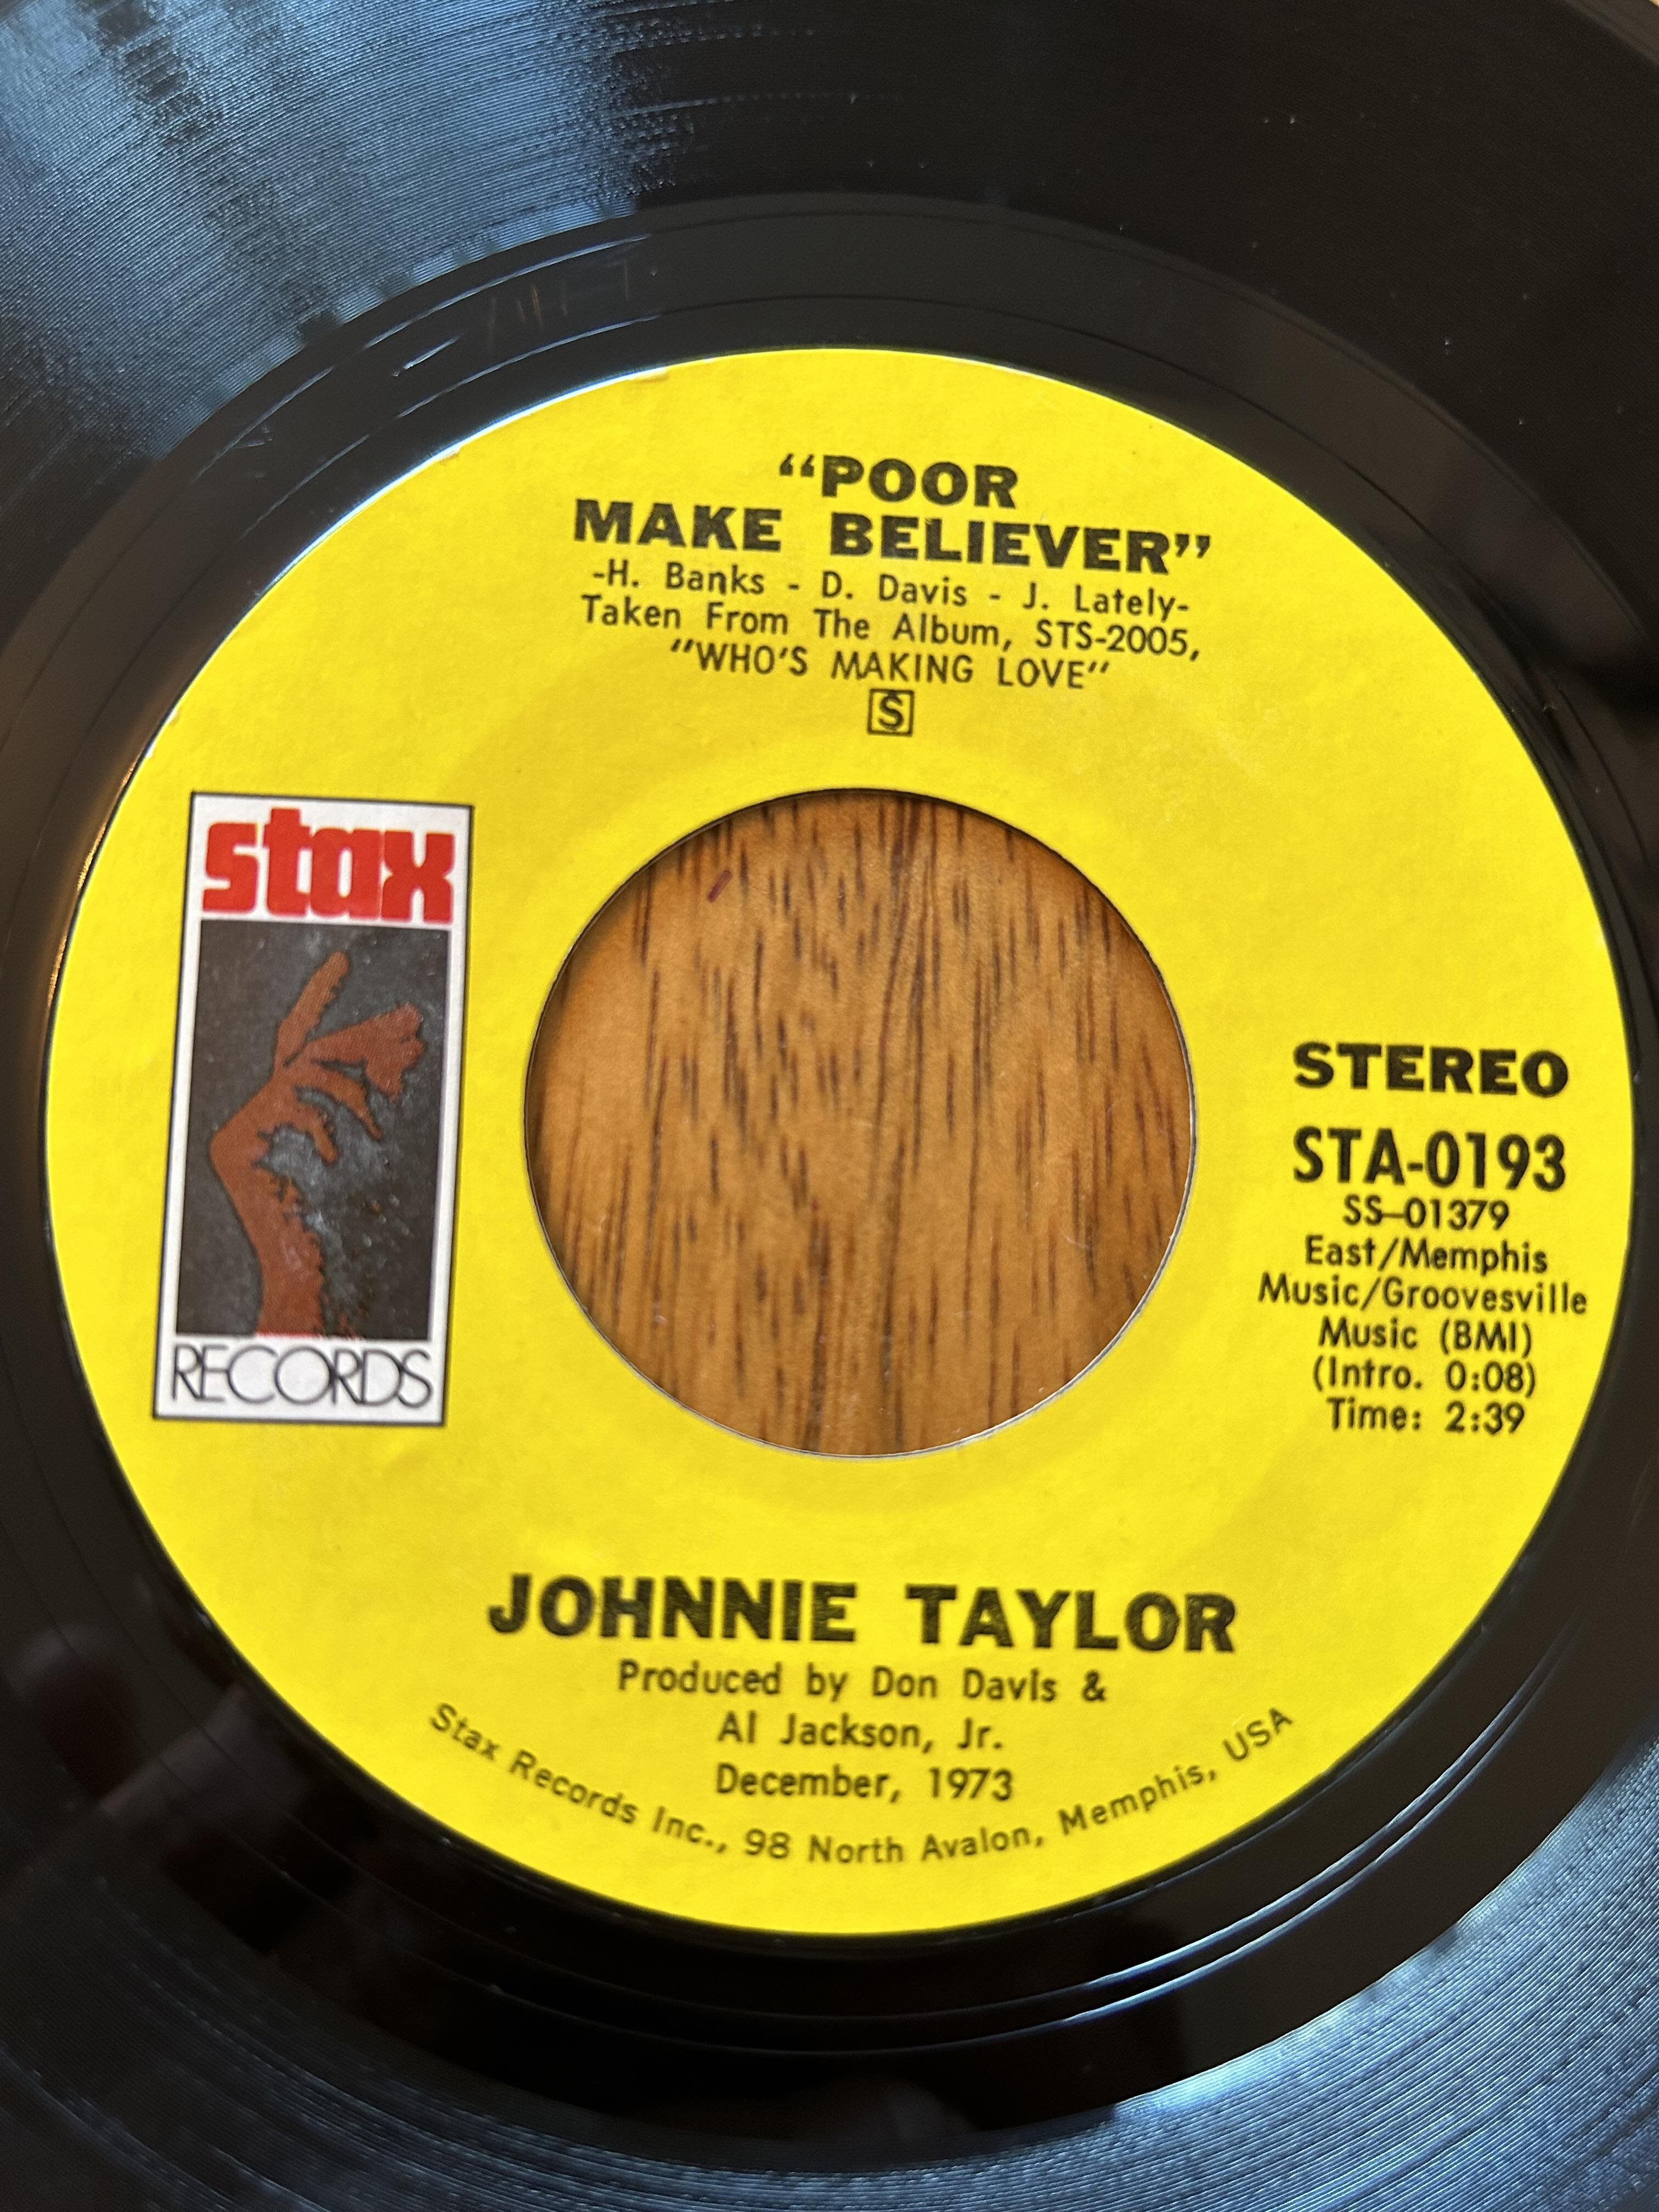 “POOR
MAKE BELIEVER”
-H. Banks - D. Davis - J. Lately-
Taken From The Album, STS-2005,
“WHO'S MAKING LOVE”
S
stax
RECORDS
STEREO
STA-0193
SS-01379
East/Memphis
Music/Groovesville
Music (BMI)
(Intro. 0:08)
Time: 2:39
JOHNNIE TAYLOR
Produced by Don Davis &
Al Jackson, Jr.
December, 1973
Stax Records Inc., 98 North Avalon, Memphis, USA